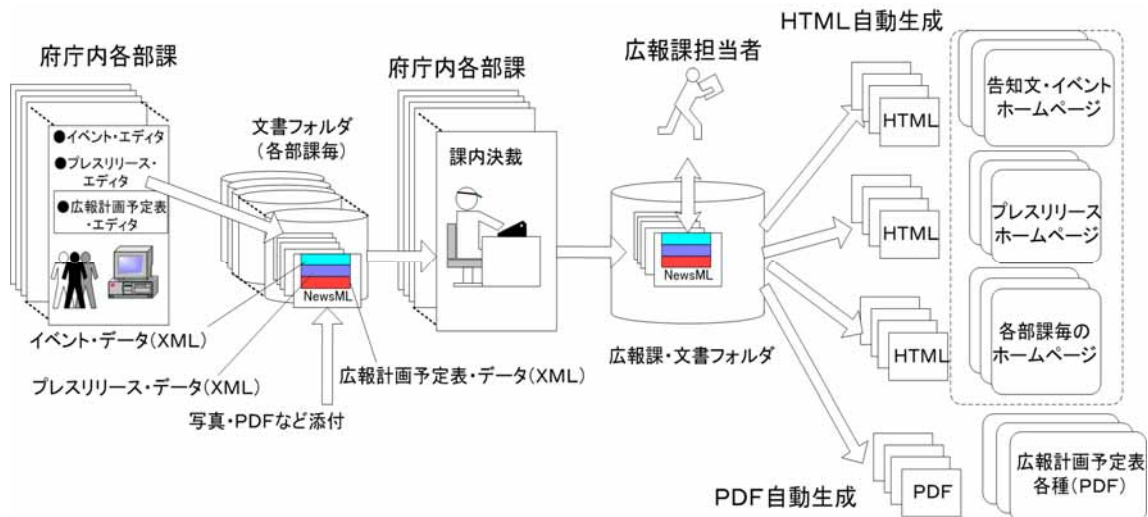 府庁内各部課
●イベント・エディタ
●プレスリリース・
エディタ
●広報計画予定表
・エディタ
文書フォルダ
(各部課毎)
NewsML
イベント・データ(XML)
プレスリリース・データ(XML)
写真・PDFなど添付
広報計画予定表・データ(XML)
府庁内各部課
課内決裁
広報課担当者
NewsML
広報課・文書フォルダ
HTML自動生成
HTML
告知文・イベント
ホームページ
HTML
プレスリリース
ホームページ
HTML
各部課毎の
ホームページ
PDF自動生成
PDF
広報計画予定表
各種(PDF)